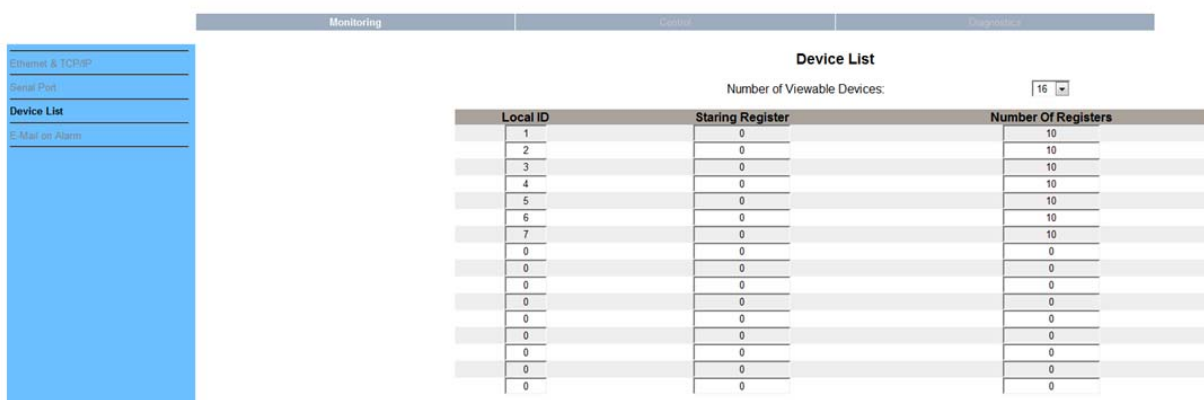 Monitoring Control Diagnostics
Ethernet & TCP/IP
Serial Port
Device List
E-Mail on Alarm
Device List
Number of Viewable Devices: 16
Local ID Staring Register Number Of Registers
1 0 10
2 0 10
3 0 10
4 0 10
5 0 10
6 0 10
7 0 10
0 0 0
0 0 0
0 0 0
0 0 0
0 0 0
0 0 0
0 0 0
0 0 0
0 0 0